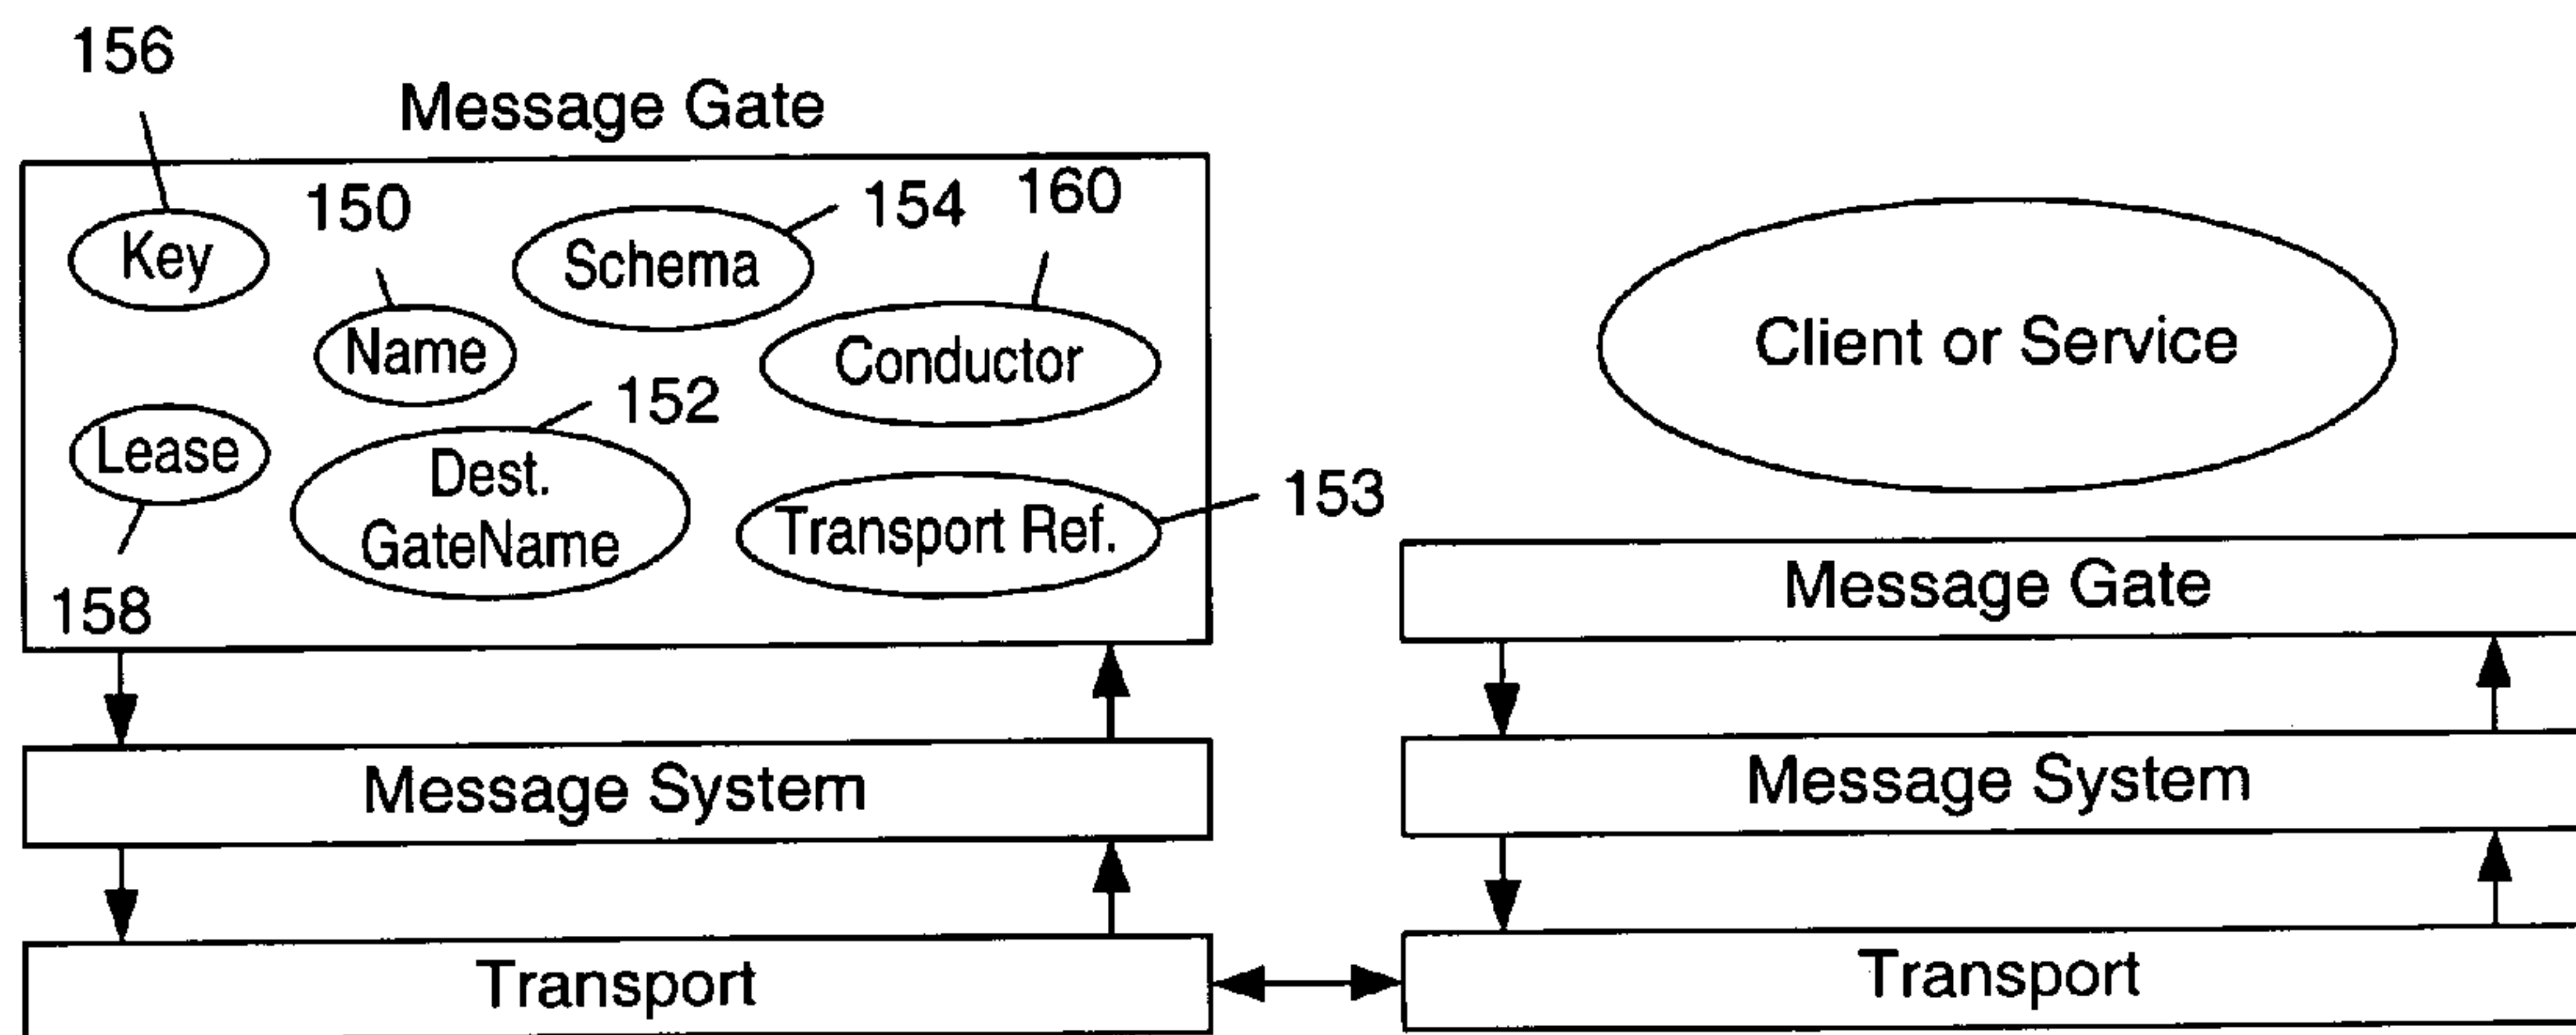 156
Message Gate
150
154
160
Key
Schema
Name
Conductor
152
Lease
Dest.
GateName
Transport Ref.
153
158
Message System
Transport
Client or Service
Message Gate
Message System
Transport